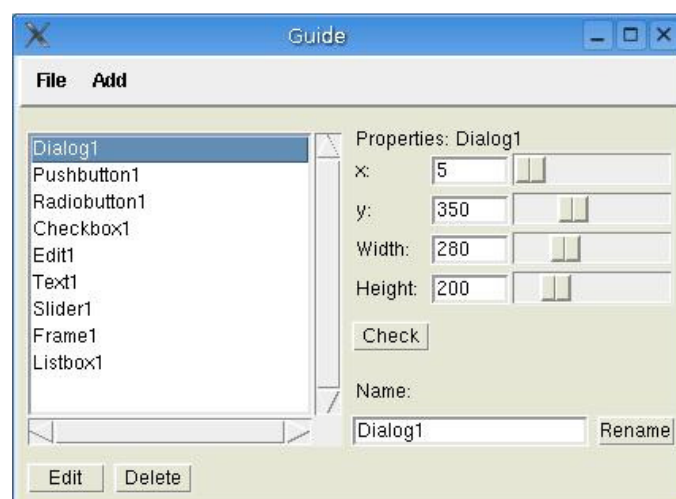 Guide
File Add
Dialog1
Pushbutton1
Radiobutton1
Checkbox1
Edit1
Text1
Slider1
Frame1
Listbox1
Properties: Dialog1
x: 5
y: 350
Width: 280
Height: 200
Check
Name:
Dialog1 Rename
Edit Delete